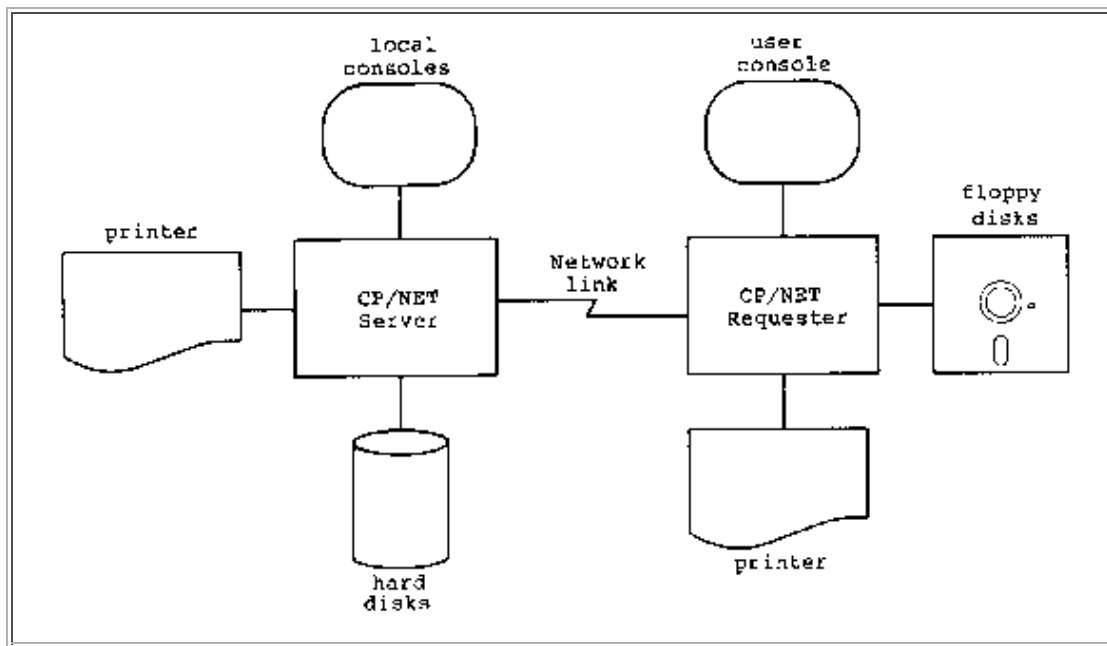 local
consoles
user
console
floppy
disks
printer
CP/NET
Server
Network
link
CP/NET
Requester
hard
disks
printer